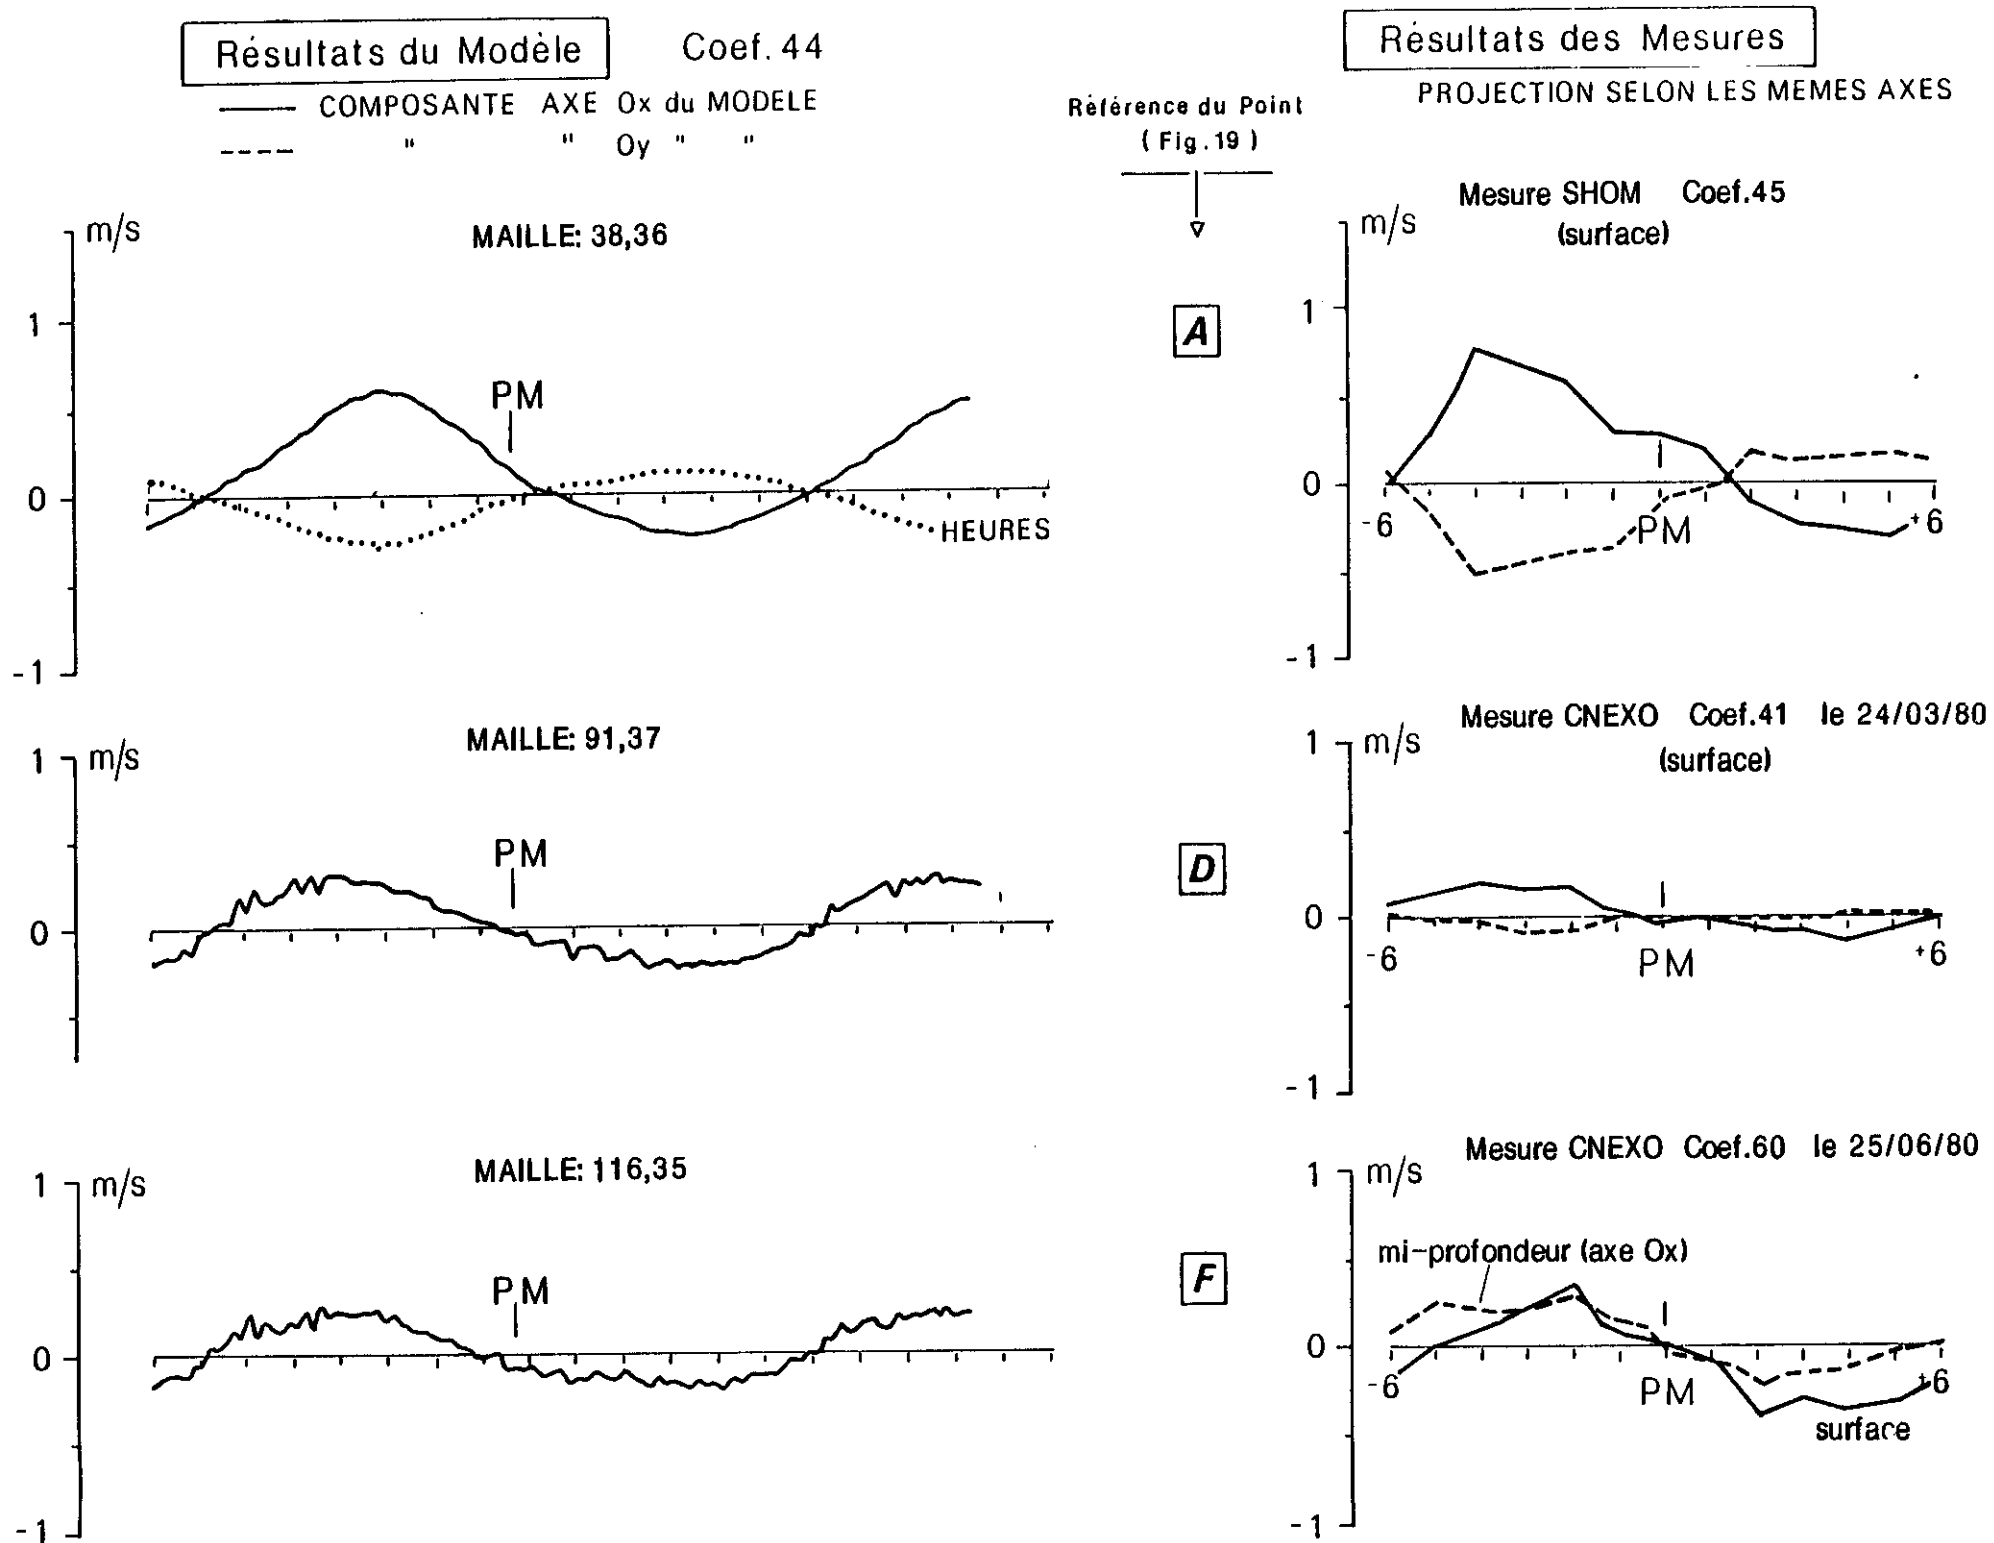 Résultats du Modèle Coef. 44
COMPOSANTE AXE Ox du MODELE
" " Oy " "
Résultats des Mesures
PROJECTION SELON LES MEMES AXES
Référence du Point
( Fig. 19 )
m/s
MAILLE: 38,36
1
PM
0
HEURES
-1
A
Mesure SHOM Coef.45
(surface)
m/s
1
0
-6
PM
+6
-1
1 m/s
MAILLE: 91,37
PM
0
D
Mesure CNEXO Coef.41 le 24/03/80
(surface)
1 m/s
0
-6
PM
+6
-1
1 m/s
MAILLE: 116,35
PM
0
-1
F
Mesure CNEXO Coef.60 le 25/06/80
1 m/s
mi-profondeur (axe Ox)
0
-6
PM
+6
surface
-1